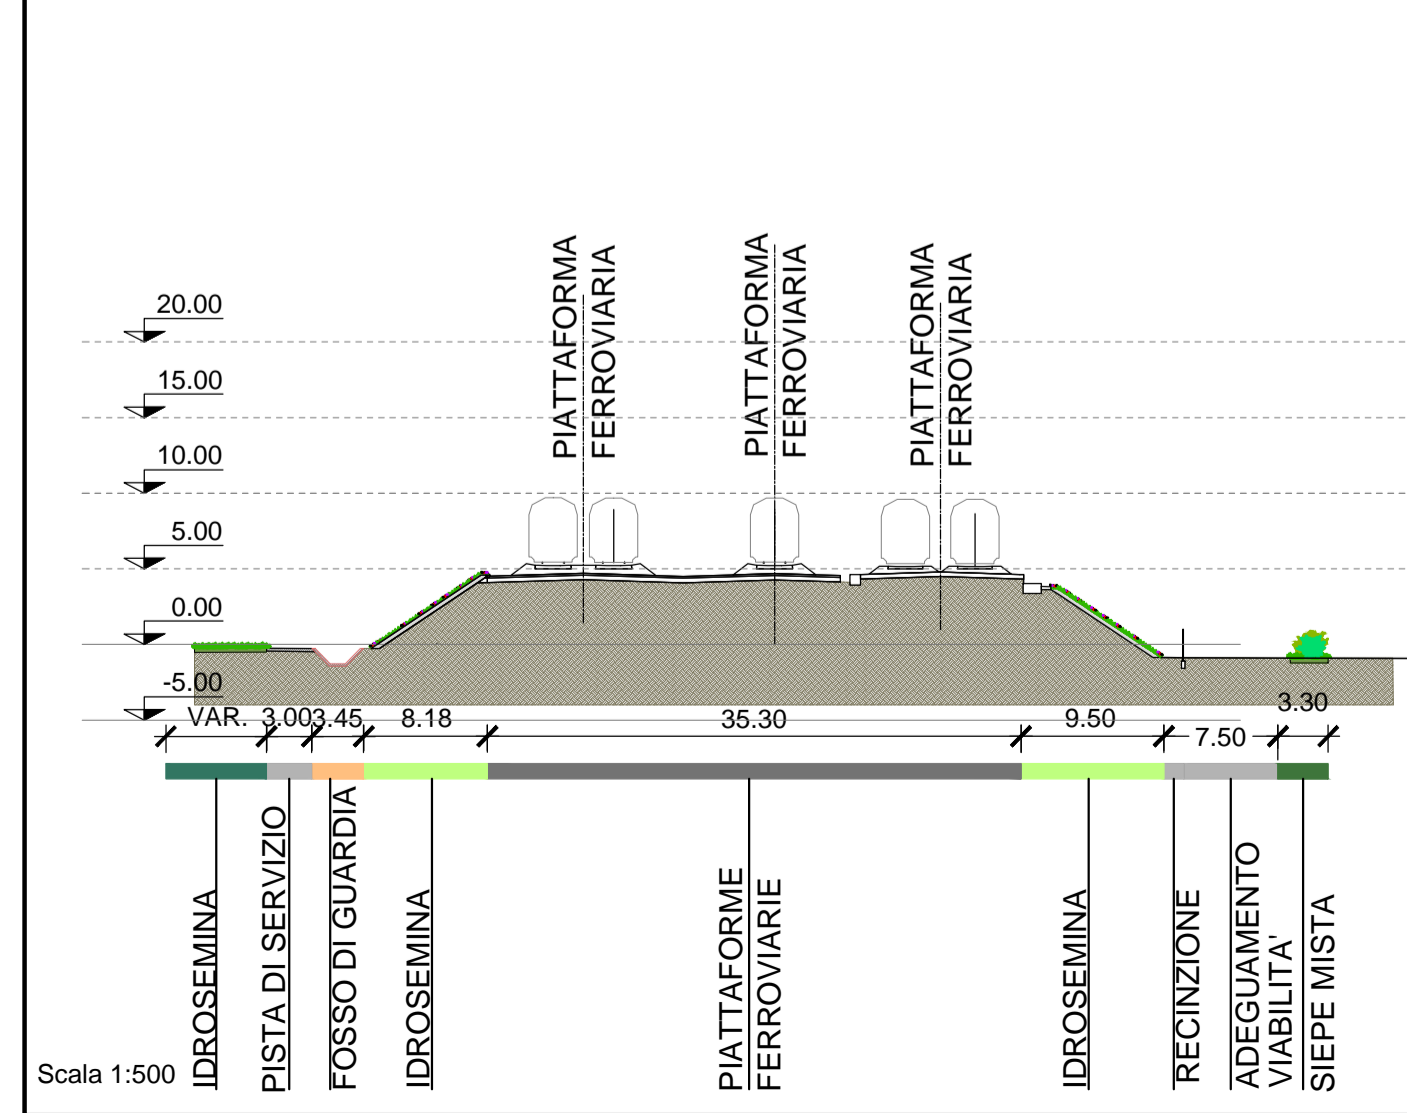 PIATTAFORMA
FERROVIARIA
PIATTAFORMA
FERROVIARIA
PIATTAFORMA
FERROVIARIA
20.00
15.00
10.00
5.00
0.00
-5.00
VAR.
3.00
3.45
8.18
35.30
9.50
7.50
3.30
IDROSEMINA
PISTA DI SERVIZIO
FOSSO DI GUARDIA
IDROSEMINA
PIATTAFORME
FERROVIARIE
IDROSEMINA
RECINZIONE
ADEGUAMENTO
VIABILITA'
SIEPE MISTA
Scala 1:500